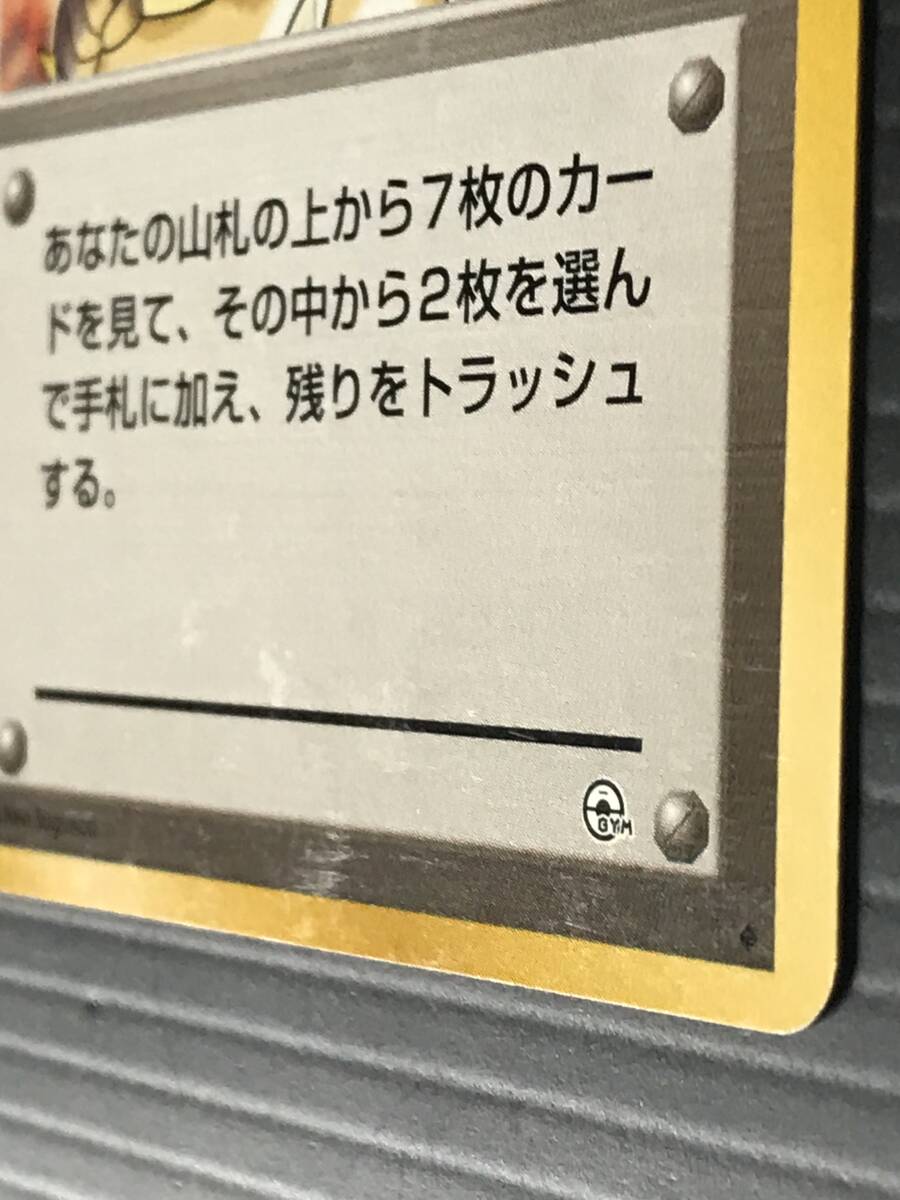 あなたの山札の上から7枚のカー
ドを見て、その中から2枚を選ん
で手札に加え、残りをトラッシュ
する。
GYM